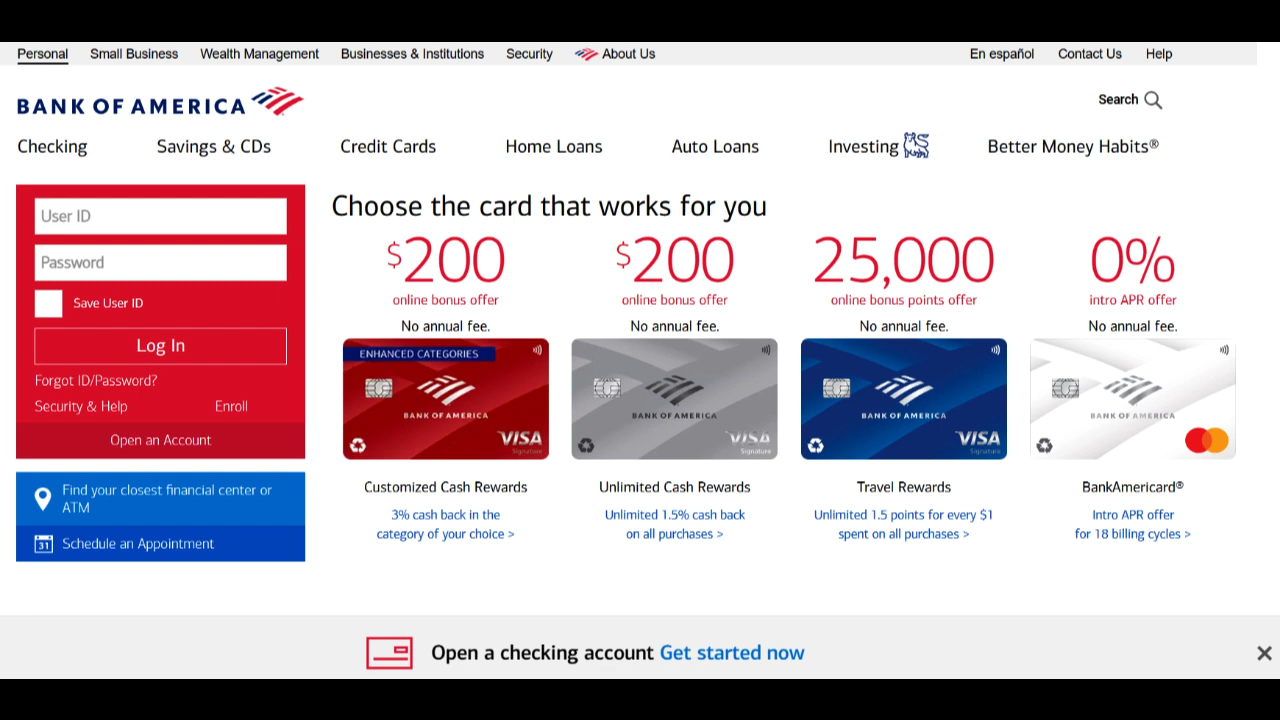 Personal Small Business Wealth Management Businesses & Institutions Security About Us En español Contact Us Help
BANK OF AMERICA
Search
Checking Savings & CDs Credit Cards Home Loans Auto Loans Investing Better Money Habits®
User ID
Password
Save User ID
Log In
Forgot ID/Password?
Security & Help Enroll
Open an Account
Find your closest financial center or
ATM
31
Schedule an Appointment
Choose the card that works for you
$200
online bonus offer
No annual fee.
ENHANCED CATEGORIES
BANK OF AMERICA
VISA
Signature
Customized Cash Rewards
3% cash back in the
category of your choice >
$200
online bonus offer
No annual fee.
BANK OF AMERICA
VISA
Signature
Unlimited Cash Rewards
Unlimited 1.5% cash back
on all purchases >
25,000
online bonus points offer
No annual fee.
BANK OF AMERICA
VISA
Signature
Travel Rewards
Unlimited 1.5 points for every $1
spent on all purchases >
0%
intro APR offer
No annual fee.
BANK OF AMERICA
BankAmericard®
Intro APR offer
for 18 billing cycles >
Open a checking account Get started now